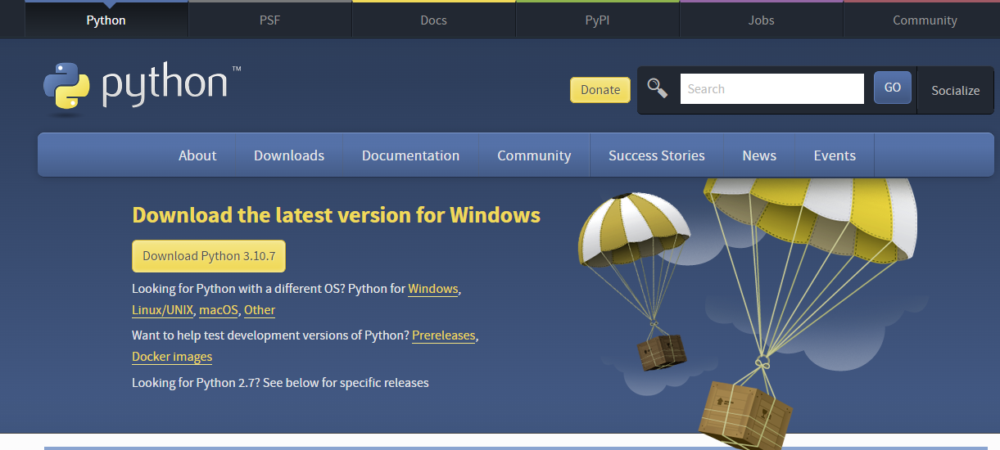 Python PSF Docs PyPI Jobs Community
python™
Donate Search GO Socialize
About Downloads Documentation Community Success Stories News Events
Download the latest version for Windows
Download Python 3.10.7
Looking for Python with a different OS? Python for Windows,
Linux/UNIX, macOS, Other
Want to help test development versions of Python? Prereleases,
Docker images
Looking for Python 2.7? See below for specific releases